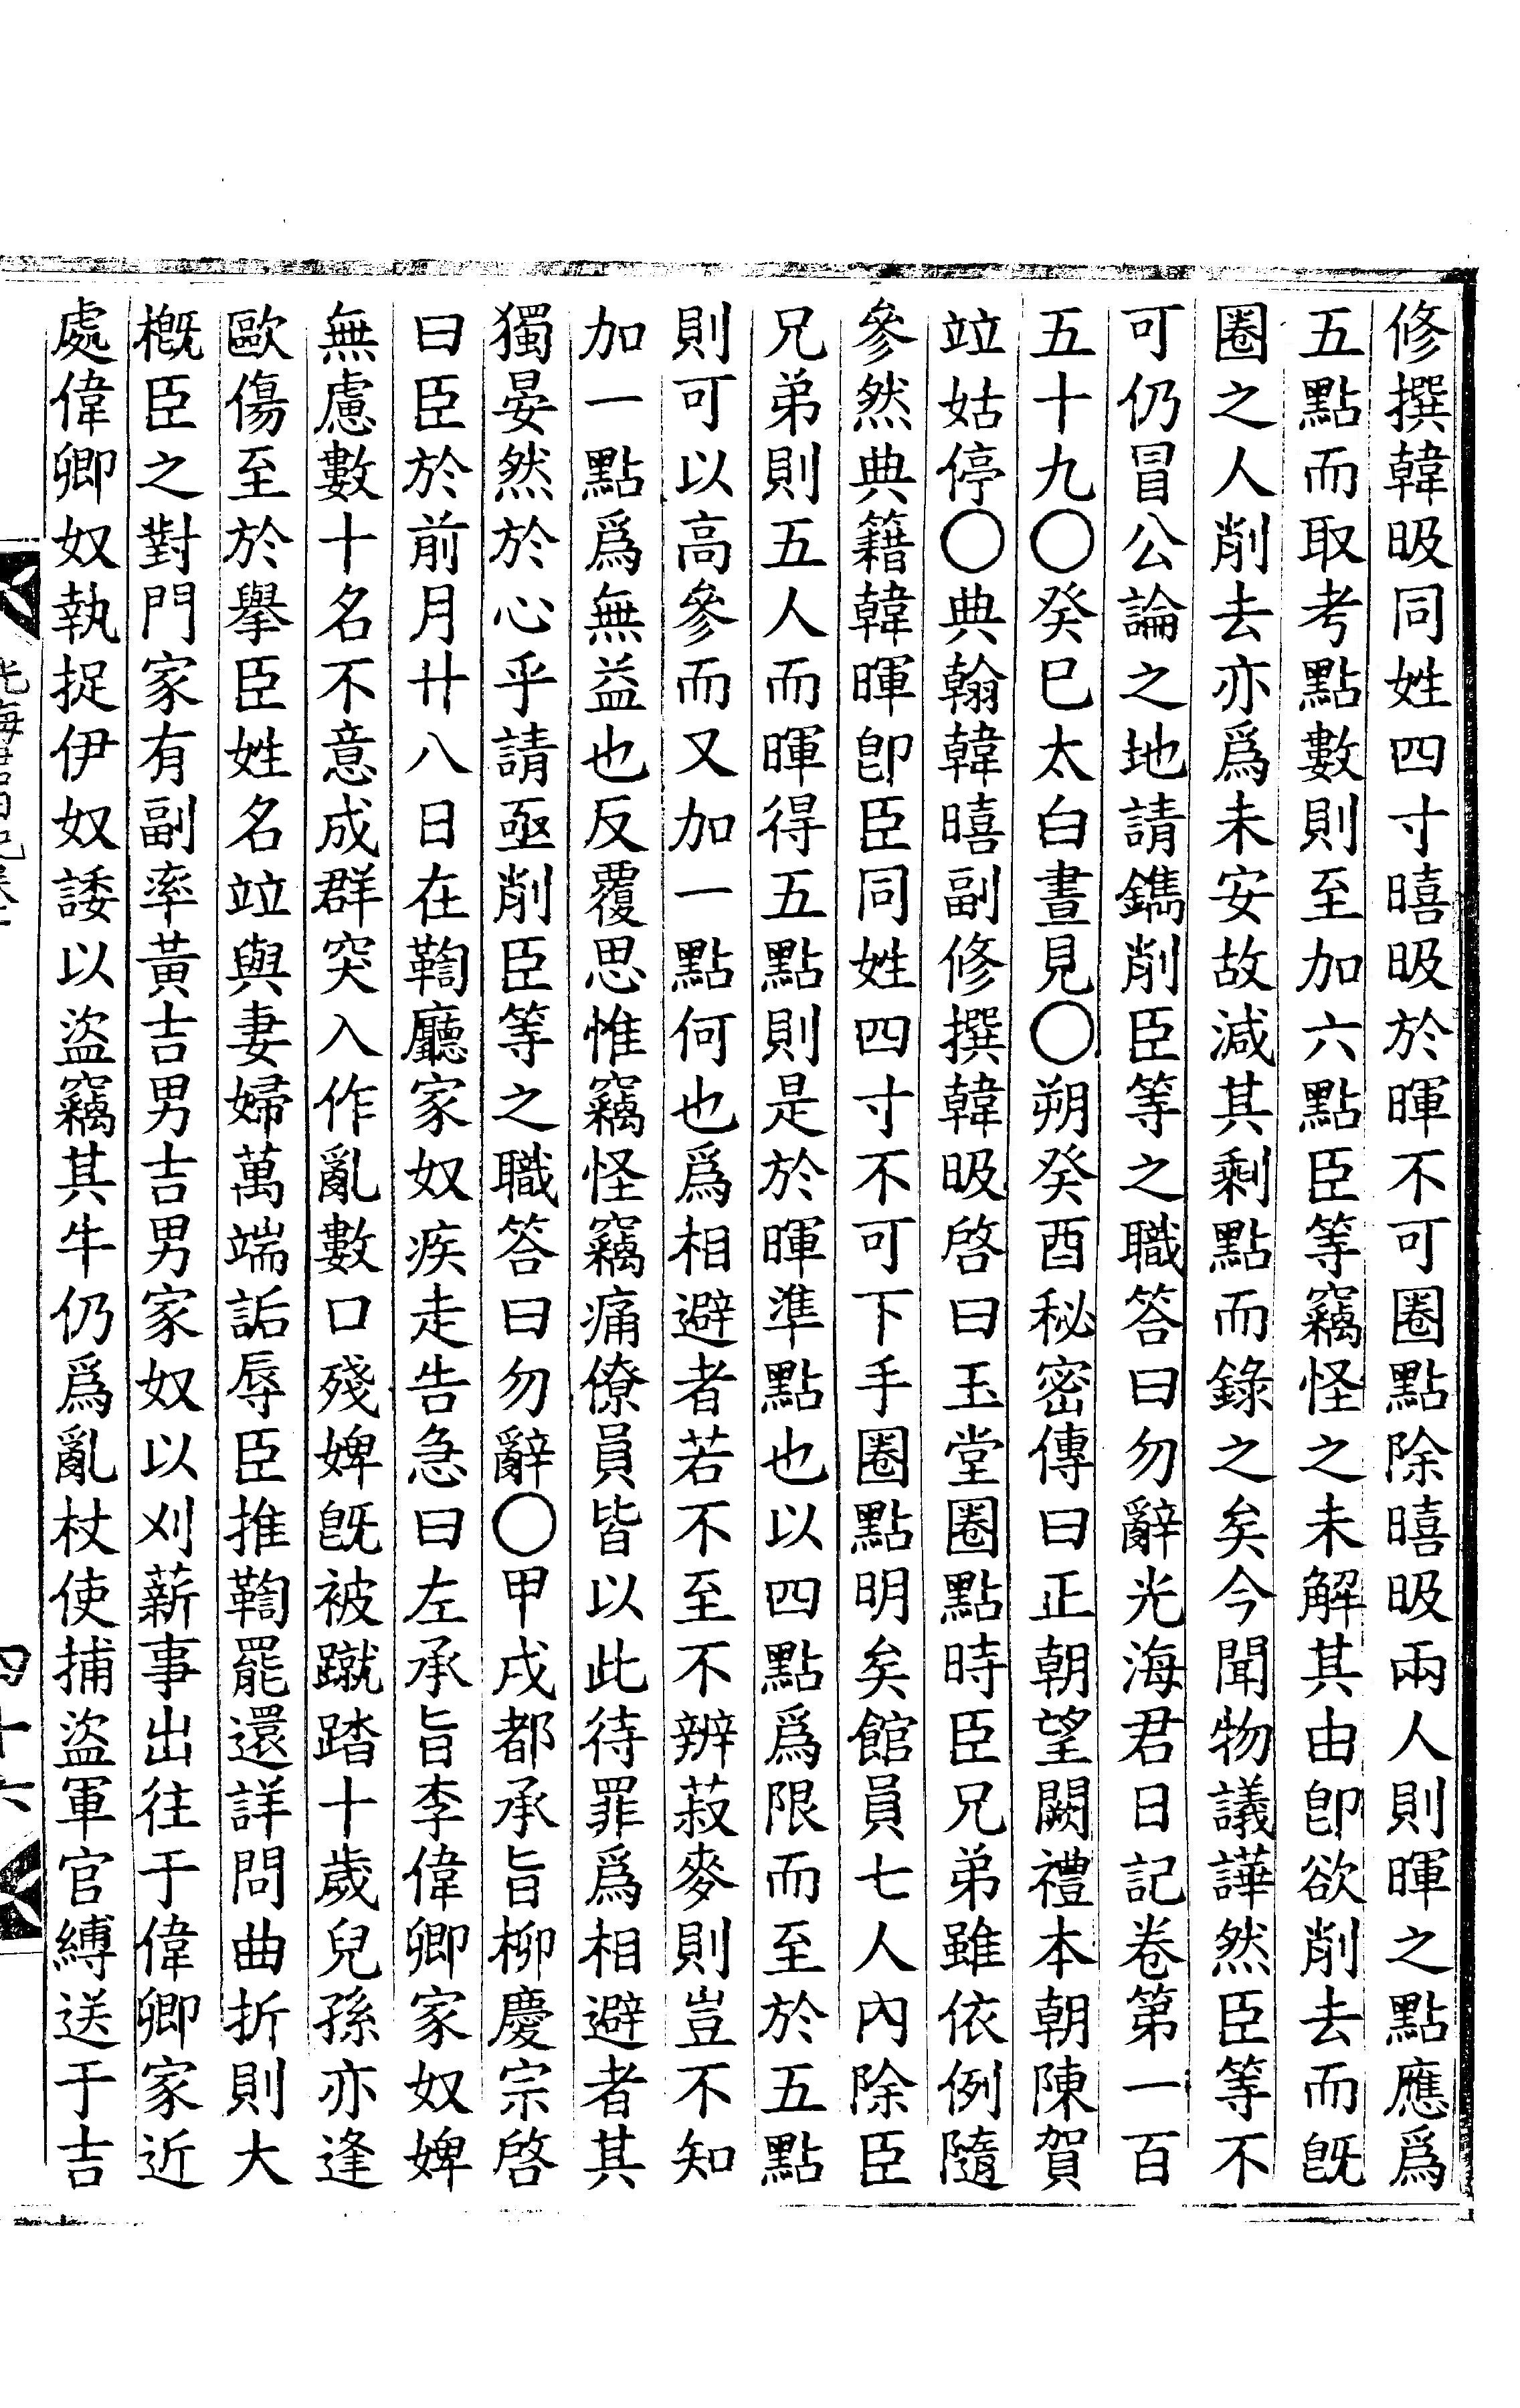 修撰韓昅同姓四寸暿昅於暉不可圈點除暿昅兩人則暉之點應爲
五點而取考點數則至加六點臣等竊怪之未解其由卽欲削去而旣
圈之人削去亦爲未安故減其剩點而錄之矣今聞物議譁然臣等不
可仍冒公論之地請鐫削臣等之職答曰勿辭光海君日記卷第一百
五十九○癸巳太白晝見○朔癸酉秘密傳曰正朝望闕禮本朝陳賀
竝姑停○典翰韓暿副修撰韓昅啓曰玉堂圈點時臣兄弟雖依例隨
參然典籍韓暉卽臣同姓四寸不可下手圈點明矣館員七人內除臣
兄弟則五人而暉得五點則是於暉準點也以四點爲限而至於五點
則可以高參而又加一點何也爲相避者若不至不辨菽麥則豈不知
加一點爲無益也反覆思惟竊怪竊痛僚員皆以此待罪爲相避者其
獨晏然於心乎請亟削臣等之職答曰勿辭○甲戌都承旨柳慶宗啓
曰臣於前月卄八日在鞫廳家奴疾走告急曰左承旨李偉卿家奴婢
無慮數十名不意成群突入作亂數口殘婢旣被蹴踏十歲兒孫亦逢
歐傷至於擧臣姓名竝與妻婦萬端詬辱臣推鞫罷還詳問曲折則大
槪臣之對門家有副率黃吉男吉男家奴以刈薪事出往于偉卿家近
處偉卿奴執捉伊奴諉以盜竊其牛仍爲亂杖使捕盜軍官縛送于吉
光海君日記卷
四十六